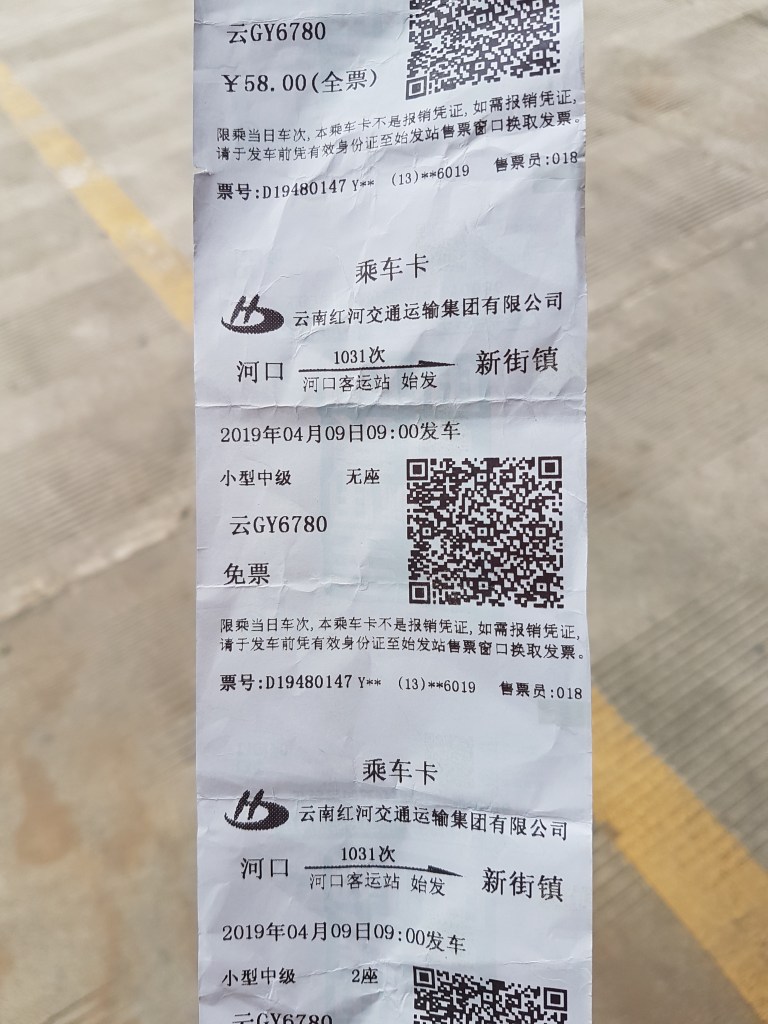 云GY6780
¥58.00(全票)
限乘当日车次,本乘车卡不是报销凭证,如需报销凭证,
请于发车前凭有效身份证至始发站售票窗口换取发票。
票号:D19480147 Y** (13)**6019 售票员:018
乘车卡
云南红河交通运输集团有限公司
河口 1031次 新街镇
河口客运站 始发
2019年04月09日09:00发车
小型中级 无座
云GY6780
免票
限乘当日车次,本乘车卡不是报销凭证,如需报销凭证,
请于发车前凭有效身份证至始发站售票窗口换取发票。
票号:D19480147 Y** (13)**6019 售票员:018
乘车卡
云南红河交通运输集团有限公司
河口 1031次 新街镇
河口客运站 始发
2019年04月09日09:00发车
小型中级 2座
云GY6780